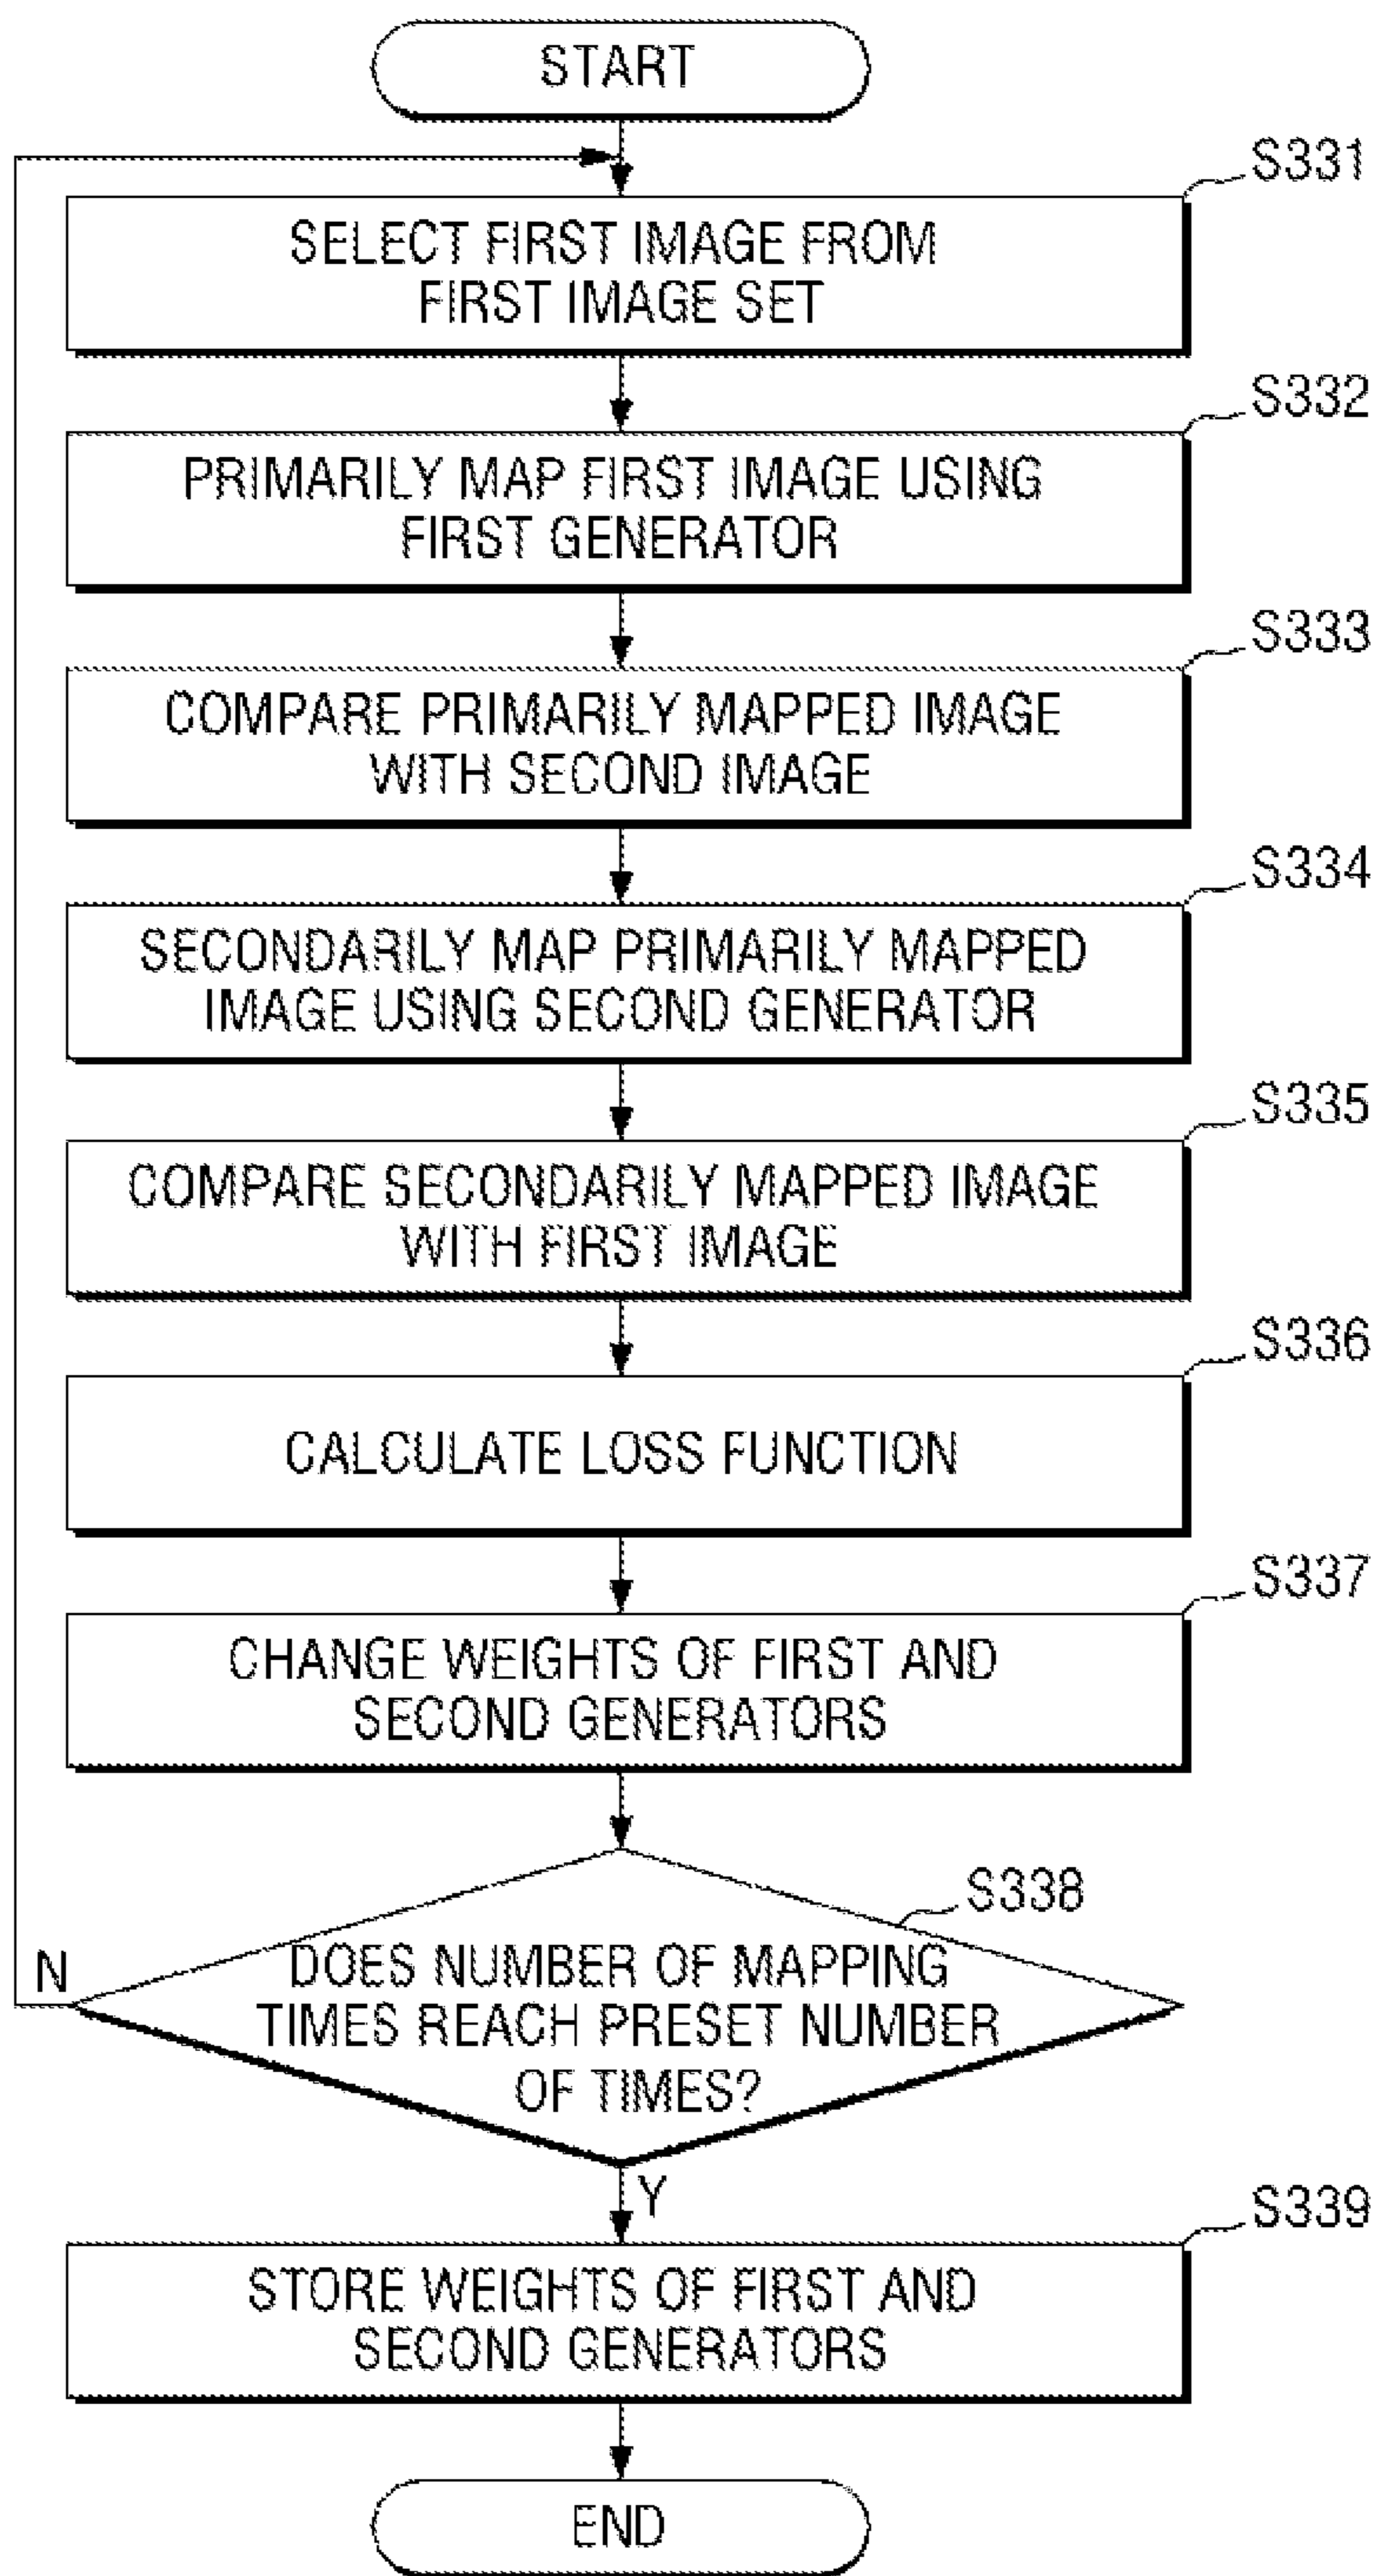 START
S331
SELECT FIRST IMAGE FROM
FIRST IMAGE SET
S332
PRIMARILY MAP FIRST IMAGE USING
FIRST GENERATOR
S333
COMPARE PRIMARILY MAPPED IMAGE
WITH SECOND IMAGE
S334
SECONDARILY MAP PRIMARILY MAPPED
IMAGE USING SECOND GENERATOR
S335
COMPARE SECONDARILY MAPPED IMAGE
WITH FIRST IMAGE
S336
CALCULATE LOSS FUNCTION
S337
CHANGE WEIGHTS OF FIRST AND
SECOND GENERATORS
S338
N
DOES NUMBER OF MAPPING
TIMES REACH PRESET NUMBER
OF TIMES?
Y
S339
STORE WEIGHTS OF FIRST AND
SECOND GENERATORS
END